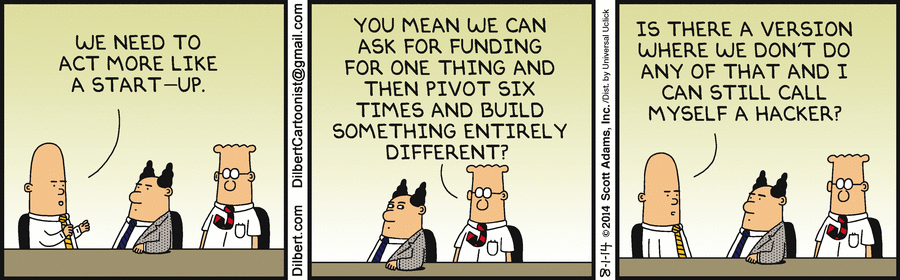 WE NEED TO
ACT MORE LIKE
A START-UP.
Dilbert.com DilbertCartoonist@gmail.com
YOU MEAN WE CAN
ASK FOR FUNDING
FOR ONE THING AND
THEN PIVOT SIX
TIMES AND BUILD
SOMETHING ENTIRELY
DIFFERENT?
8-1-14 ©2014 Scott Adams, Inc. /Dist. by Universal Uclick
IS THERE A VERSION
WHERE WE DON'T DO
ANY OF THAT AND I
CAN STILL CALL
MYSELF A HACKER?